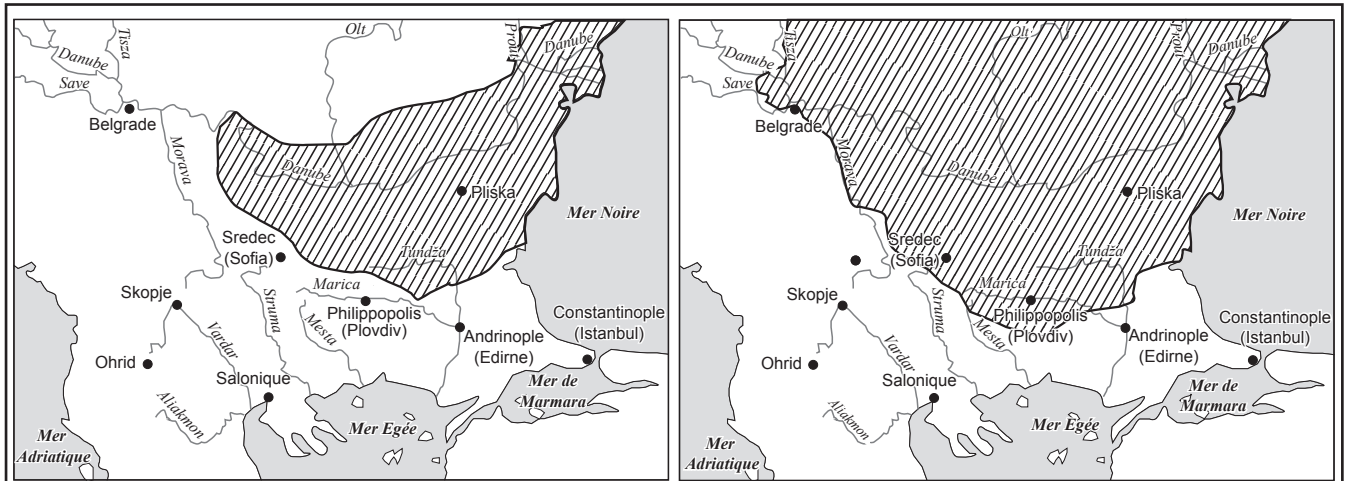 Olt
Prout
Danube
Tisza
Danube
Save
Belgrade
Morava
Danube
Pliska
Mer Noire
Sredec
(Sofia)
Tundža
Marica
Skopje
Struma
Philippopolis
(Plovdiv)
Constantinople
(Istanbul)
Mesta
Andrinople
(Edirne)
Vardar
Ohrid
Salonique
Mer de
Marmara
Aliakmon
Mer Egée
Mer
Adriatique
Olt
Prout
Danube
Tisza
Danube
Save
Belgrade
Morava
Danube
Pliska
Mer Noire
Sredec
(Sofia)
Tundža
Marica
Skopje
Struma
Philippopolis
(Plovdiv)
Constantinople
(Istanbul)
Mesta
Andrinople
(Edirne)
Vardar
Ohrid
Salonique
Mer de
Marmara
Aliakmon
Mer Egée
Mer
Adriatique